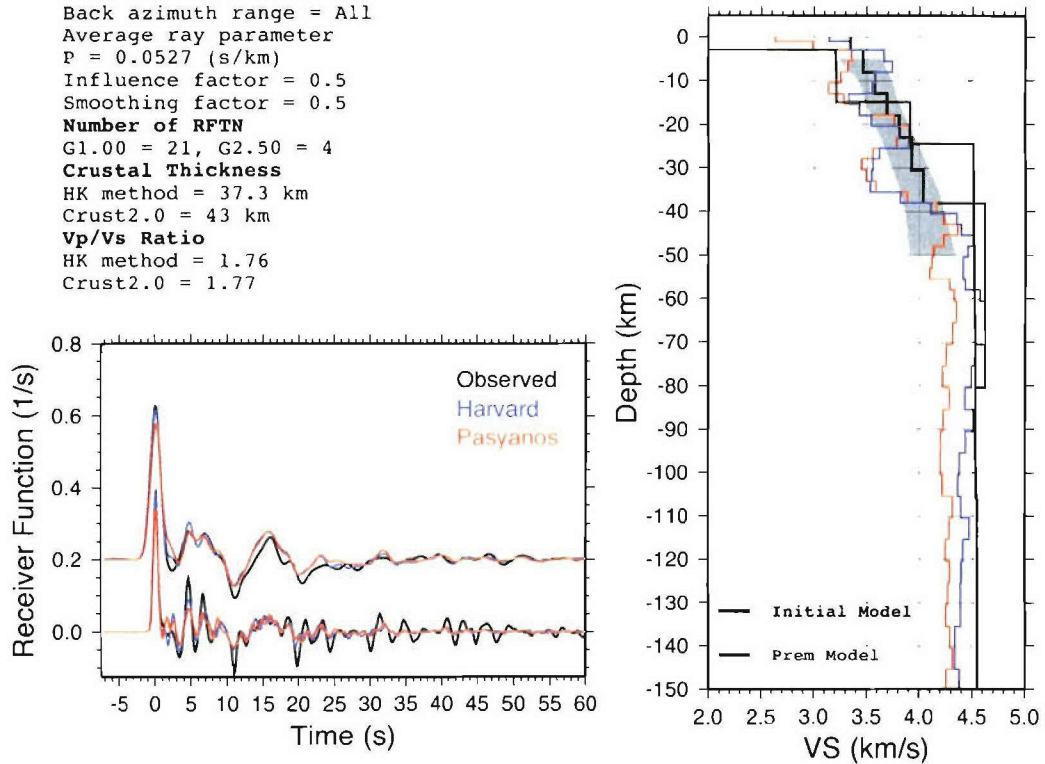 Back azimuth range = All
Average ray parameter
P = 0.0527 (s/km)
Influence factor = 0.5
Smoothing factor = 0.5
Number of RFTN
G1.00 = 21, G2.50 = 4
Crustal Thickness
HK method = 37.3 km
Crust2.0 = 43 km
Vp/Vs Ratio
HK method = 1.76
Crust2.0 = 1.77
Receiver Function (1/s)
0.8
0.6
0.4
0.2
0.0
Observed
Harvard
Pasyanos
-5 0 5 10 15 20 25 30 35 40 45 50 55 60
Time (s)
Depth (km)
0
-10
-20
-30
-40
-50
-60
-70
-80
-90
-100
-110
-120
-130
-140
-150
Initial Model
Prem Model
2.0 2.5 3.0 3.5 4.0 4.5 5.0
VS (km/s)